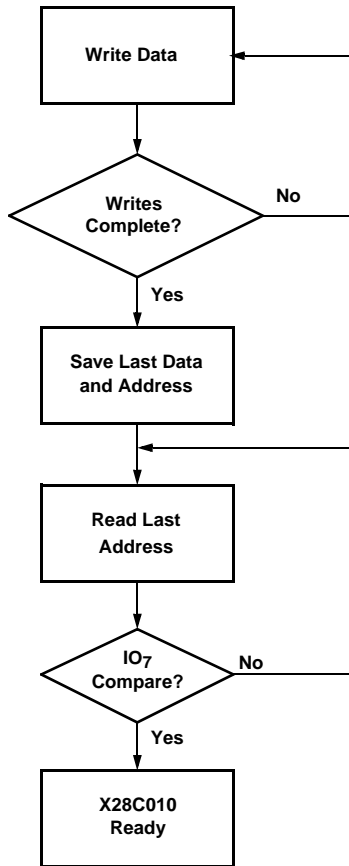 Write Data
Writes
Complete?
No
Yes
Save Last Data
and Address
Read Last
Address
IO7
Compare?
No
Yes
X28C010
Ready